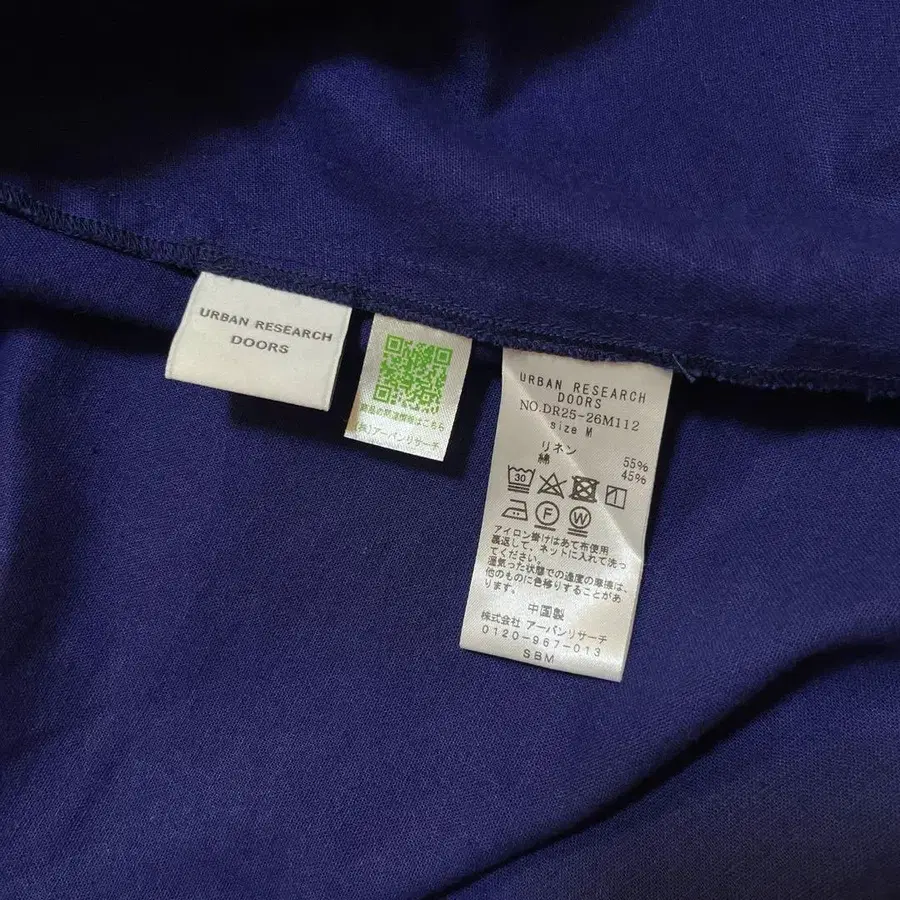 URBAN RESEARCH
DOORS
商品の関連情報はこちら
(株)アーバンリサーチ
URBAN RESEARCH
DOORS
NO.DR25-26M112
size M
リネン 55%
綿 45%
30
F W
アイロン掛けはあて布使用
裏返して、ネットに入れて洗っ
てください。
湿気った状態での過度の摩擦は、
他のものに色移りすることがあ
ります。
中国製
株式会社 アーバンリサーチ
0120-967-013
SBM